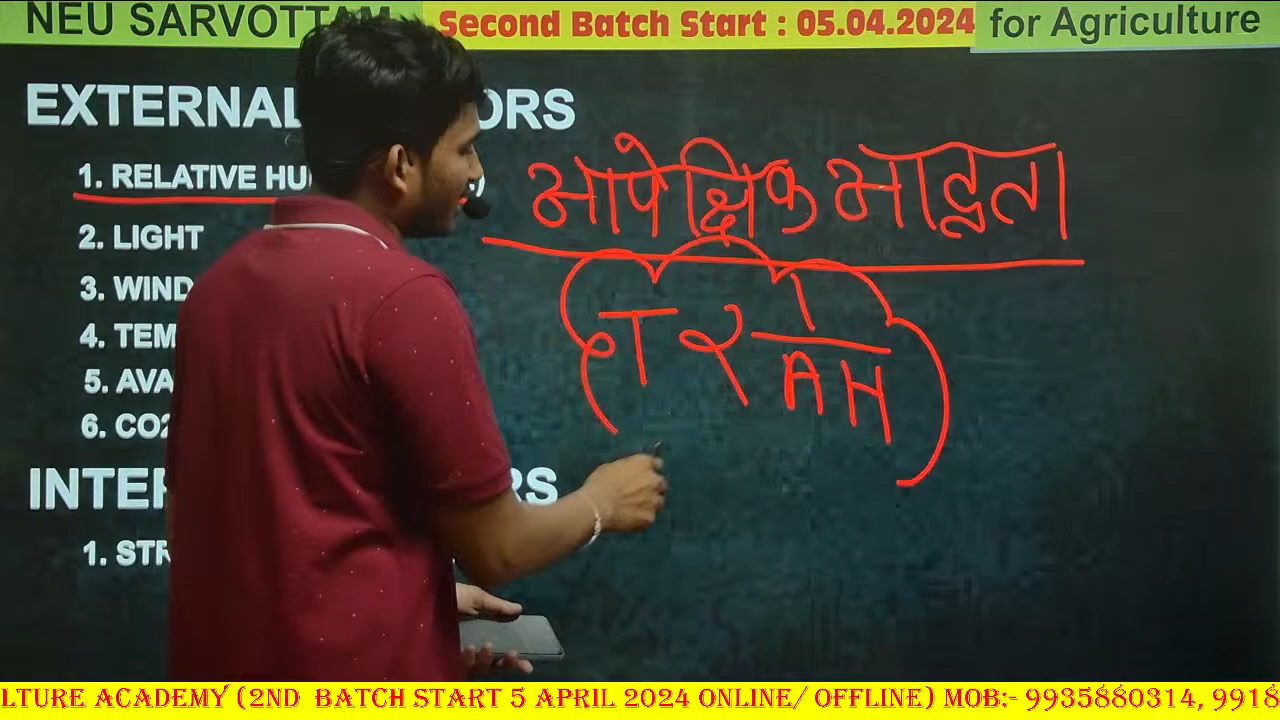 NEU SARVOTTAM Second Batch Start : 05.04.2024 for Agriculture
EXTERNAL ORS
1. RELATIVE HU
2. LIGHT
3. WIND
4. TEM
5. AVA
6. CO2
INTER RS
1. STR
आपेक्षिक आर्द्रता
T α 1/AH
LTURE ACADEMY (2ND BATCH START 5 APRIL 2024 ONLINE/ OFFLINE) MOB:- 9935880314, 9918